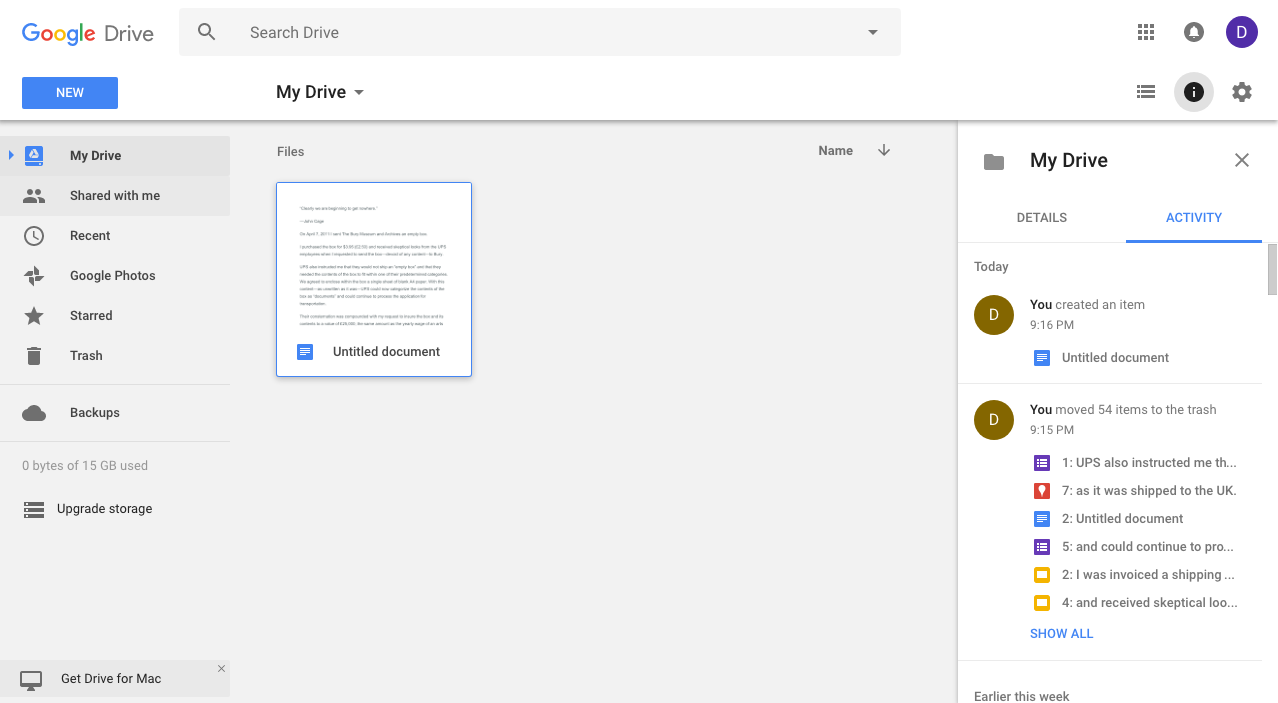 Google Drive
Search Drive
D
NEW
My Drive
My Drive
Shared with me
Recent
Google Photos
Starred
Trash
Backups
0 bytes of 15 GB used
Upgrade storage
Get Drive for Mac
Files
Name
"Clearly we are beginning to get nowhere."
—John Cage
On April 7, 2011 I sent The Bury Museum and Archives an empty box.
I purchased the box for $3.95 (£2.55) and received skeptical looks from the UPS
employees when I requested to send the box—devoid of any content—to Bury.
UPS also instructed me that they would not ship an "empty box" and that they
needed the contents of the box to fit within one of their predetermined categories.
We agreed to enclose within the box a single sheet of blank A4 paper. With this
content—as unwritten as it was—UPS could now categorize the contents of the
box as "documents" and could continue to process the application for
transportation.
Their consternation was compounded with my request to insure the box and its
contents to a value of £25,000, the same amount as the yearly wage of an arts
Untitled document
My Drive
DETAILS
ACTIVITY
Today
D
You created an item
9:16 PM
Untitled document
D
You moved 54 items to the trash
9:15 PM
1: UPS also instructed me th...
7: as it was shipped to the UK.
2: Untitled document
5: and could continue to pro...
2: I was invoiced a shipping ...
4: and received skeptical loo...
SHOW ALL
Earlier this week